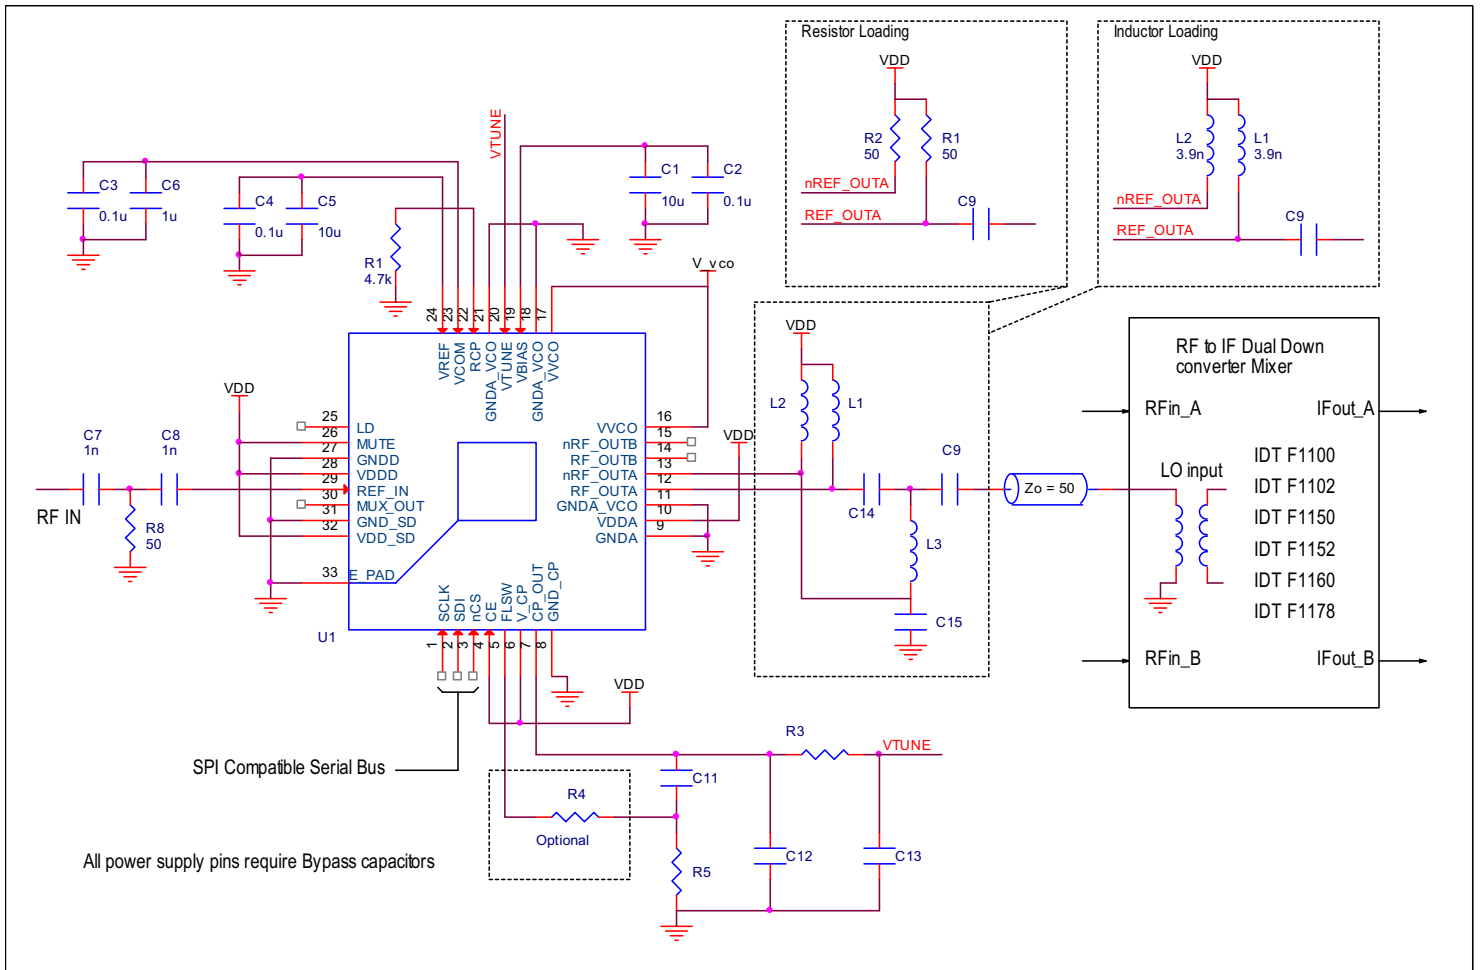 Resistor Loading
VDD
R2
50
R1
50
nREF_OUTA
REF_OUTA
C9
Inductor Loading
VDD
L2
3.9n
L1
3.9n
nREF_OUTA
REF_OUTA
C9
VTUNE
C3
0.1u
C6
1u
C4
0.1u
C5
10u
C1
10u
C2
0.1u
R1
4.7k
V_vco
24
23
22
21
20
19
18
17
VREF
VCOM
RCP
GNDA_VCO
VTUNE
VBIAS
GNDA_VCO
VVCO
VDD
25
LD
26
MUTE
27
GNDD
28
VDDD
29
REF_IN
30
MUX_OUT
31
GND_SD
32
VDD_SD
33
E_PAD
C7
1n
C8
1n
RF IN
R8
50
16
VVCO
15
nRF_OUTB
14
RF_OUTB
13
nRF_OUTA
12
RF_OUTA
11
GNDA_VCO
10
VDDA
9
GNDA
VDD
VDD
L2
L1
C14
C9
L3
C15
Zo = 50
RF to IF Dual Down
converter Mixer
RFin_A
IFout_A
LO input
IDT F1100
IDT F1102
IDT F1150
IDT F1152
IDT F1160
IDT F1178
RFin_B
IFout_B
SCLK
SDI
nCS
CE
FLSW
V_CP
CP_OUT
GND_CP
U1
1
2
3
4
5
6
7
8
VDD
SPI Compatible Serial Bus
R3
VTUNE
C11
R4
Optional
R5
C12
C13
All power supply pins require Bypass capacitors